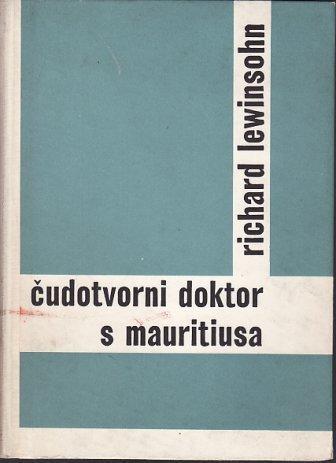 richard lewinsohn
čudotvorni doktor
s mauritiusa